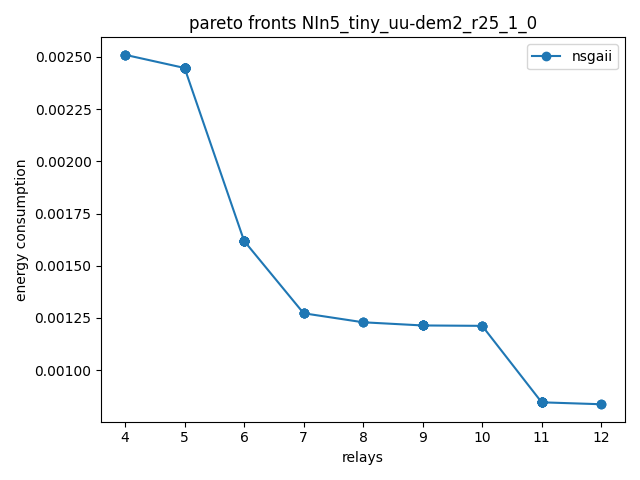 pareto fronts NIn5_tiny_uu-dem2_r25_1_0
nsgaii
energy consumption
0.00250
0.00225
0.00200
0.00175
0.00150
0.00125
0.00100
4 5 6 7 8 9 10 11 12
relays